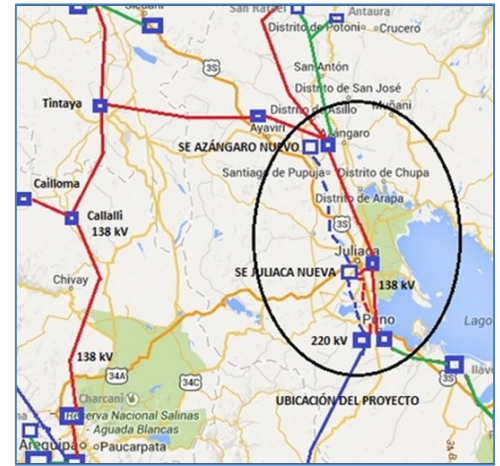 Antaura
Distrito de Potoni
Crucero
3S
San Antón
Distrito de San José
Tintaya
Distrito de Asillo
Muñani
Ayaviri
Azángaro
SE AZÁNGARO NUEVO
Santiago de Pupuja
Distrito de Chupa
Cailloma
Distrito de Arapa
Callalli
138 kV
3S
Juliaca
SE JULIACA NUEVA
Chivay
138 kV
Puno
Lago
220 kV
138 kV
34A
34C
3S
Ilave
Charcani
UBICACIÓN DEL PROYECTO
Reserva Nacional Salinas
- Aguada Blancas
Arequipa
Paucarpata